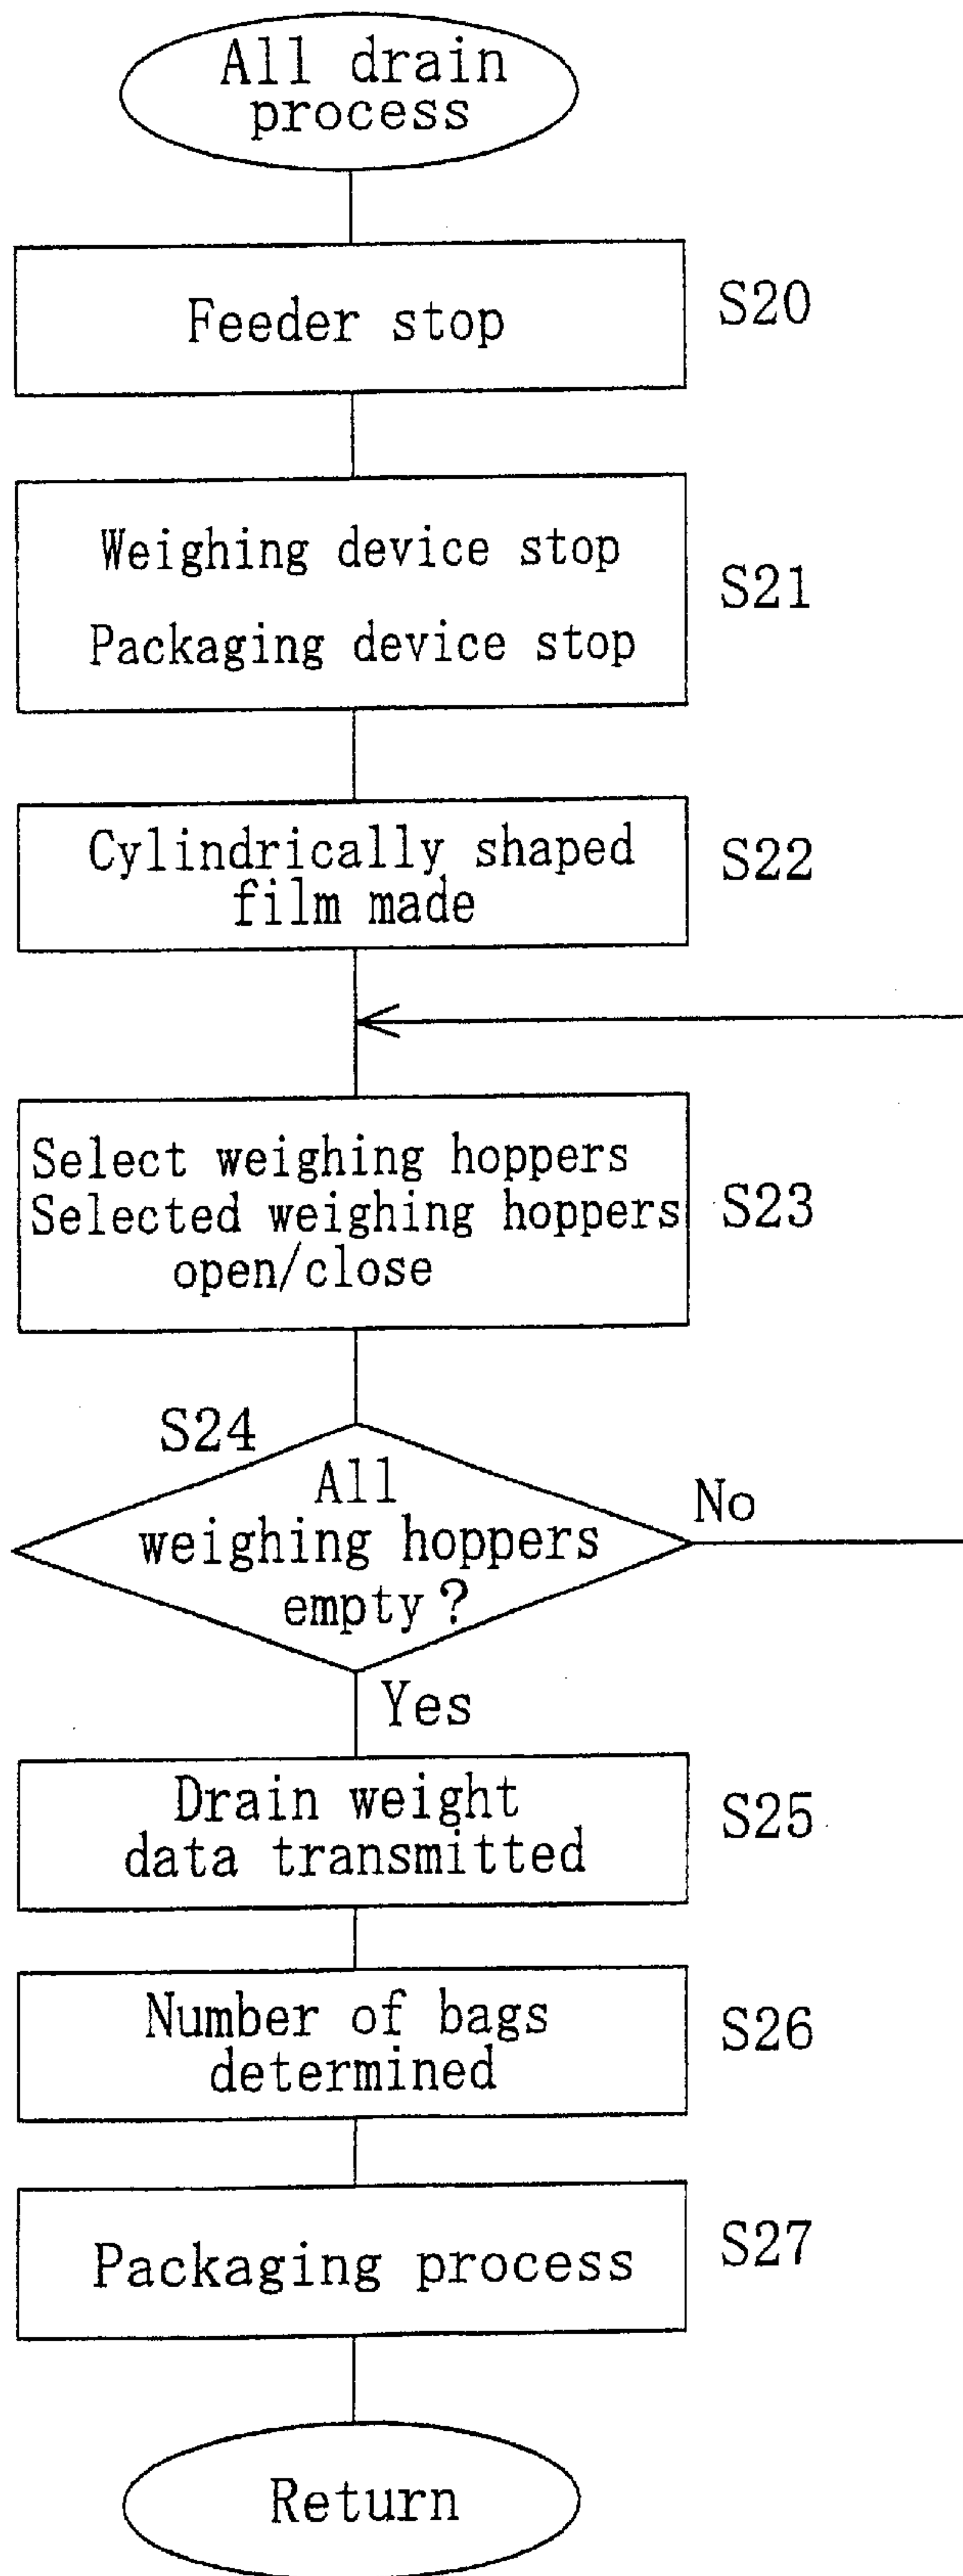 All drain
process
Feeder stop
S20
Weighing device stop
Packaging device stop
S21
Cylindrically shaped
film made
S22
Select weighing hoppers
Selected weighing hoppers
open/close
S23
S24
All
weighing hoppers
empty?
No
Yes
Drain weight
data transmitted
S25
Number of bags
determined
S26
Packaging process
S27
Return